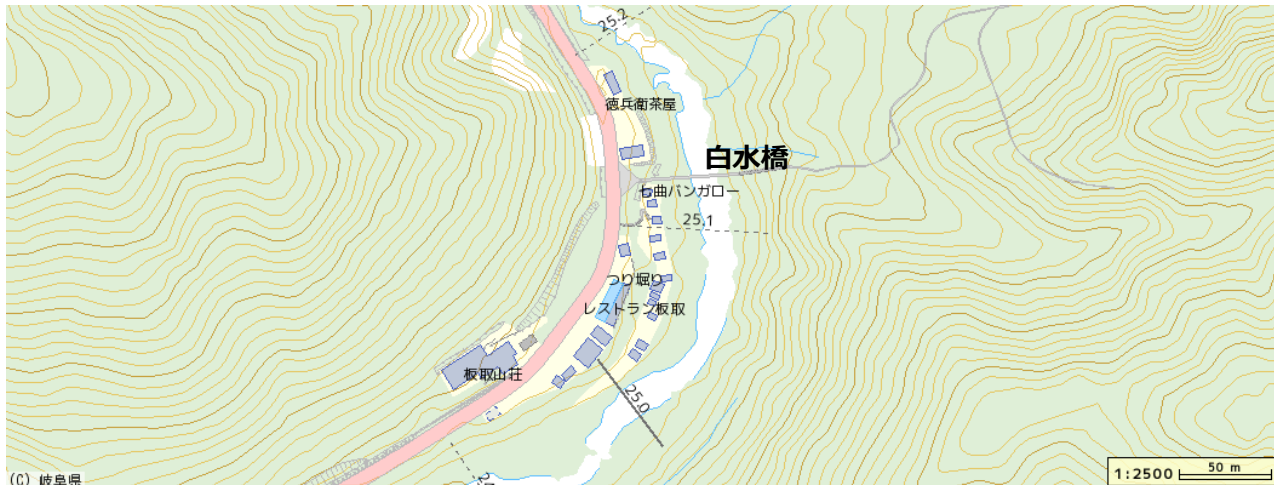 25.2
徳兵衛茶屋
白水橋
七曲バンガロー
25.1
つり堀り
レストラン板取
板取山荘
25.0
(C) 岐阜県
1:2500 50 m